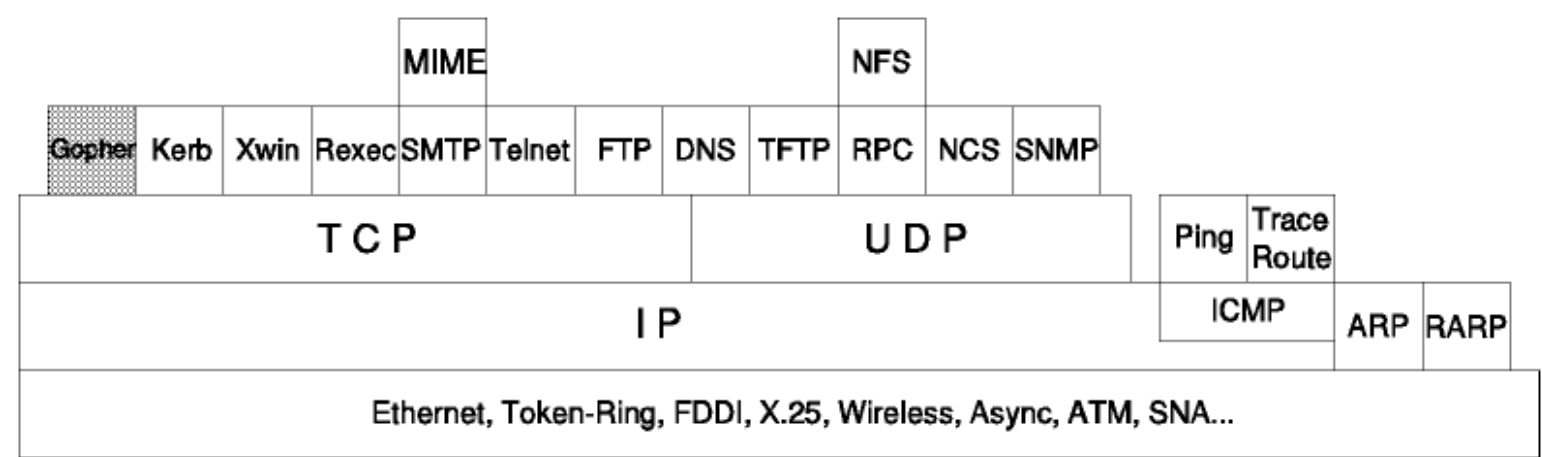 MIME NFS
Gopher Kerb Xwin Rexec SMTP Telnet FTP DNS TFTP RPC NCS SNMP
T C P U D P Ping Trace
Route
I P ICMP ARP RARP
Ethernet, Token-Ring, FDDI, X.25, Wireless, Async, ATM, SNA...